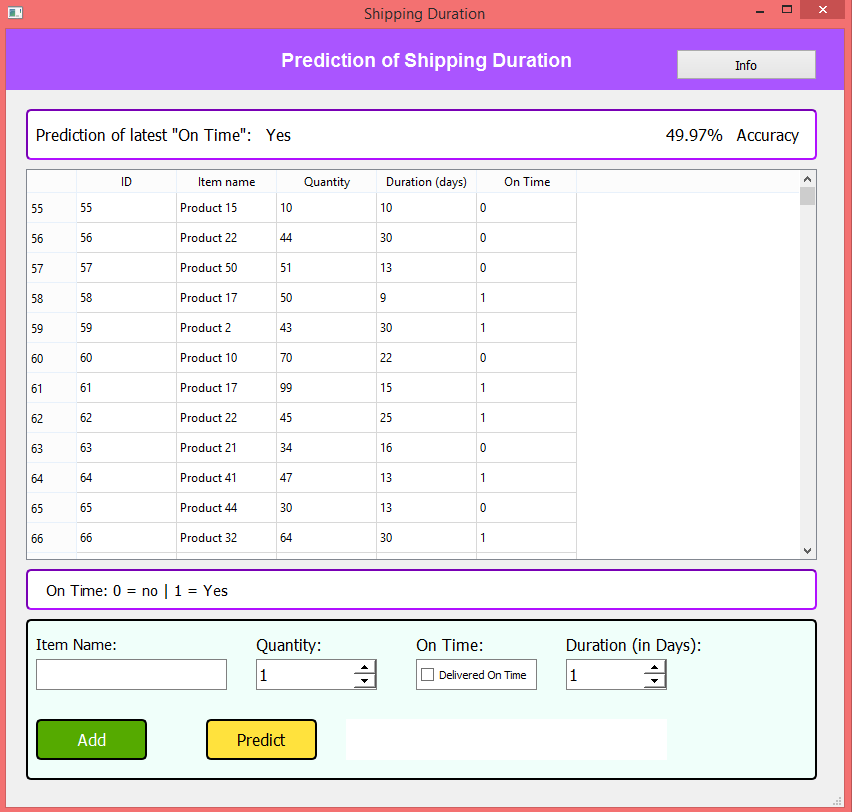 Shipping Duration
Prediction of Shipping Duration
Info
Prediction of latest "On Time": Yes 49.97% Accuracy
ID Item name Quantity Duration (days) On Time
55 55 Product 15 10 10 0
56 56 Product 22 44 30 0
57 57 Product 50 51 13 0
58 58 Product 17 50 9 1
59 59 Product 2 43 30 1
60 60 Product 10 70 22 0
61 61 Product 17 99 15 1
62 62 Product 22 45 25 1
63 63 Product 21 34 16 0
64 64 Product 41 47 13 1
65 65 Product 44 30 13 0
66 66 Product 32 64 30 1
On Time: 0 = no | 1 = Yes
Item Name: Quantity: On Time: Duration (in Days):
1 Delivered On Time 1
Add Predict